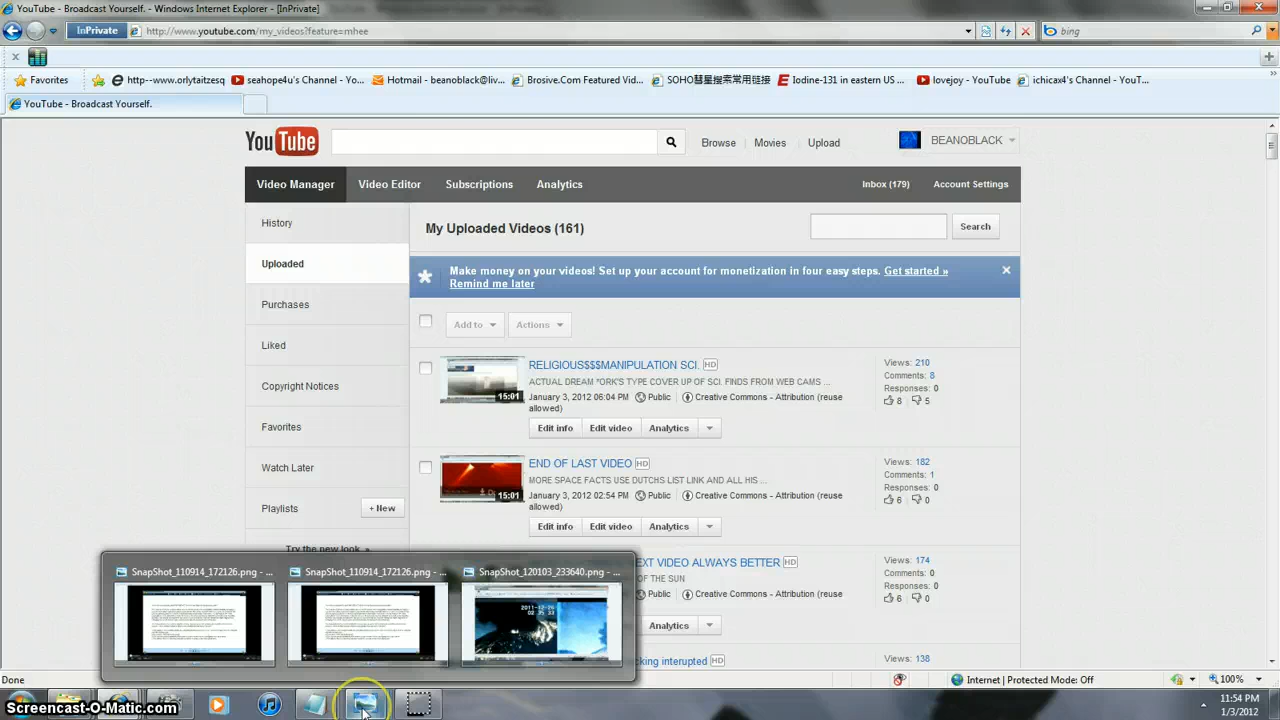 YouTube - Broadcast Yourself. - Windows Internet Explorer - [InPrivate]
InPrivate http://www.youtube.com/my_videos?feature=mhee bing
Favorites http--www.orlytaitzesq seahope4u's Channel - Yo... Hotmail - beanoblack@liv... Brosive.Com Featured Vid... SOHO彗星搜索常用链接 Iodine-131 in eastern US ... lovejoy - YouTube ichicax4's Channel - YouT...
YouTube - Broadcast Yourself.
YouTube Browse Movies Upload BEANOBLACK
Video Manager Video Editor Subscriptions Analytics Inbox (179) Account Settings
History
My Uploaded Videos (161) Search
Uploaded
Make money on your videos! Set up your account for monetization in four easy steps. Get started »
Remind me later
Purchases
Add to Actions
Liked
RELIGIOUS$$$MANIPULATION SCI. HD
ACTUAL DREAM *ORK'S TYPE COVER UP OF SCI. FINDS FROM WEB CAMS ...
January 3, 2012 06:04 PM Public Creative Commons - Attribution (reuse
allowed)
15:01
Views: 210
Comments: 8
Responses: 0
8 5
Copyright Notices
Edit info Edit video Analytics
Favorites
END OF LAST VIDEO HD
MORE SPACE FACTS USE DUTCHS LIST LINK AND ALL HIS ...
January 3, 2012 02:54 PM Public Creative Commons - Attribution (reuse
allowed)
15:01
Views: 182
Comments: 1
Responses: 0
6 0
Watch Later
Playlists + New
Edit info Edit video Analytics
Try the new look »
EXT VIDEO ALWAYS BETTER HD
OF THE SUN
Public Creative Commons - Attribution (reuse
Views: 174
Comments: 0
Responses: 0
6 0
Analytics
SnapShot_110914_172126.png - ... SnapShot_110914_172126.png - ... SnapShot_120103_233640.png - ...
2011-12-26
king interupted HD
Views: 138
Done Internet | Protected Mode: Off 100%
Screencast-O-Matic.com
11:54 PM
1/3/2012